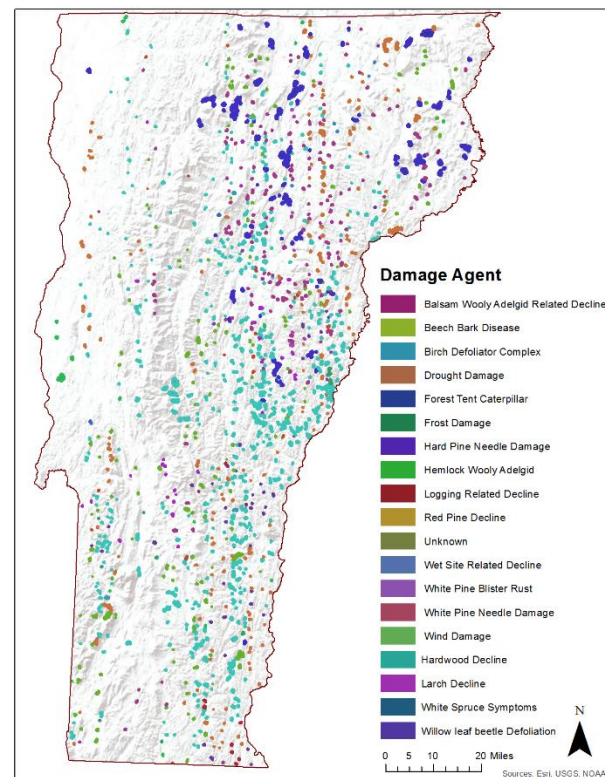 Damage Agent
Balsam Wooly Adelgid Related Decline
Beech Bark Disease
Birch Defoliator Complex
Drought Damage
Forest Tent Caterpillar
Frost Damage
Hard Pine Needle Damage
Hemlock Wooly Adelgid
Logging Related Decline
Red Pine Decline
Unknown
Wet Site Related Decline
White Pine Blister Rust
White Pine Needle Damage
Wind Damage
Hardwood Decline
Larch Decline
White Spruce Symptoms
Willow leaf beetle Defoliation
N
0 5 10 20 Miles
Sources: Esri, USGS, NOAA